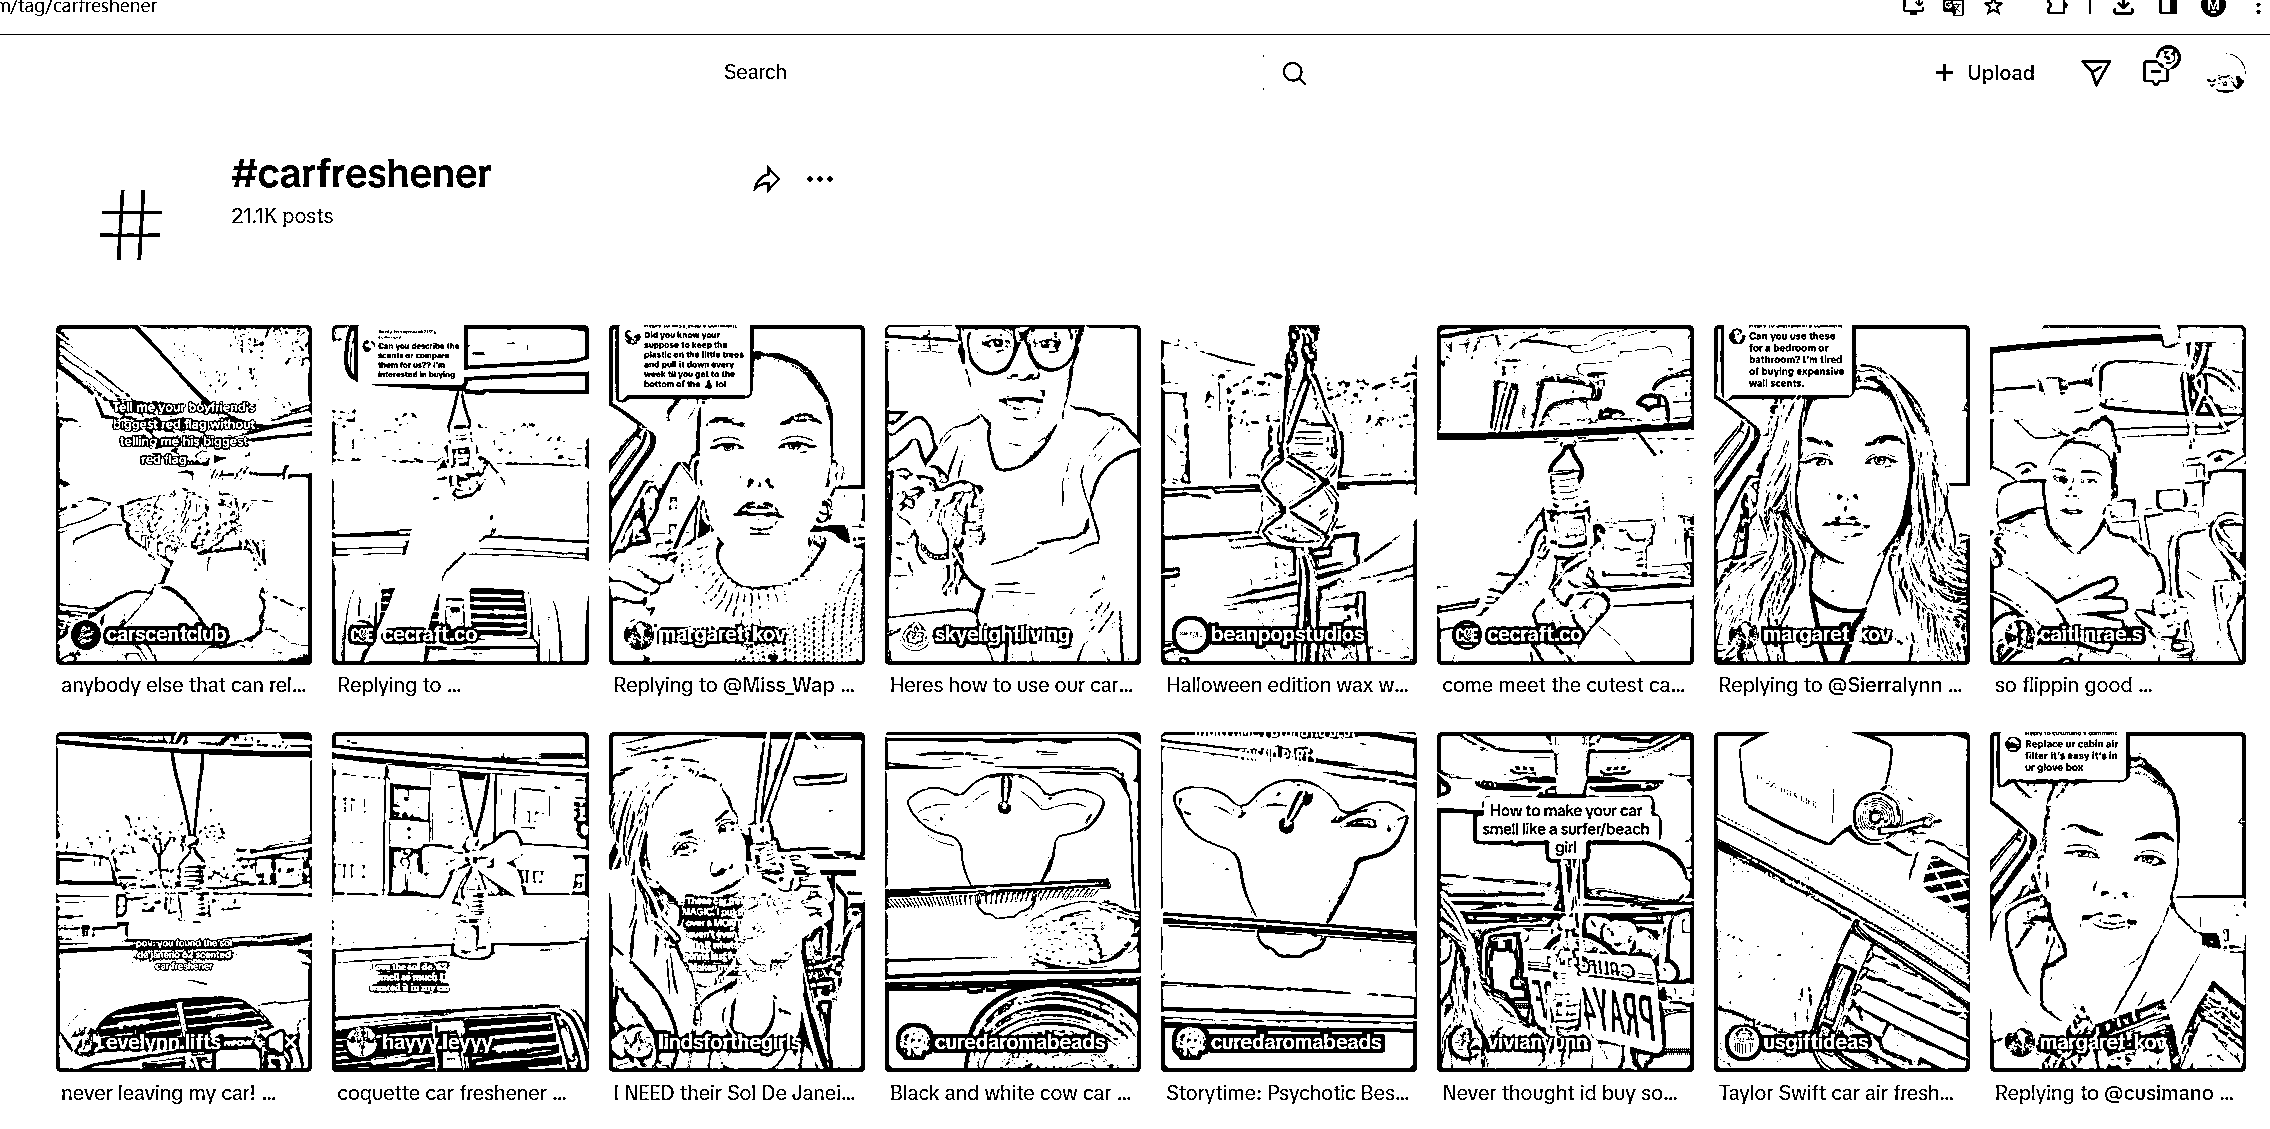 m/tag/carfreshener
M
Search
+ Upload
3
#carfreshener
21.1K posts
Tell me your boyfriend's
biggest red flag without
telling me his biggest
red flag...
carscentclub
anybody else that can rel...
Can you describe the
scents or compare
them for us?? I'm
interested in buying
cecraft.co
Replying to ...
Did you know your
suppose to keep the
plastic on the little trees
and pull it down every
week til you get to the
bottom of the 🌲 lol
margaret.kov
Replying to @Miss_Wap ...
skyelightliving
Heres how to use our car...
beanpopstudios
Halloween edition wax w...
cecraft.co
come meet the cutest ca...
Can you use these
for a bedroom or
bathroom? I'm tired
of buying expensive
wall scents.
margaret.kov
Replying to @Sierralynn ...
caitlinrae.s
so flippin good ...
pov: you found the sol
de janerio 62 scented
car freshener
evelynn.lifts
never leaving my car! ...
hayyy.leyyy
coquette car freshener ...
lindsforthegirls
I NEED their Sol De Janei...
curedaromabeads
Black and white cow car ...
curedaromabeads
Storytime: Psychotic Bes...
How to make your car
smell like a surfer/beach
girl
PRAY4
Never thought id buy so...
usgiftideas
Taylor Swift car air fresh...
Replace ur cabin air
filter it's easy it's in
ur glove box
margaret.kov
Replying to @cusimano ...